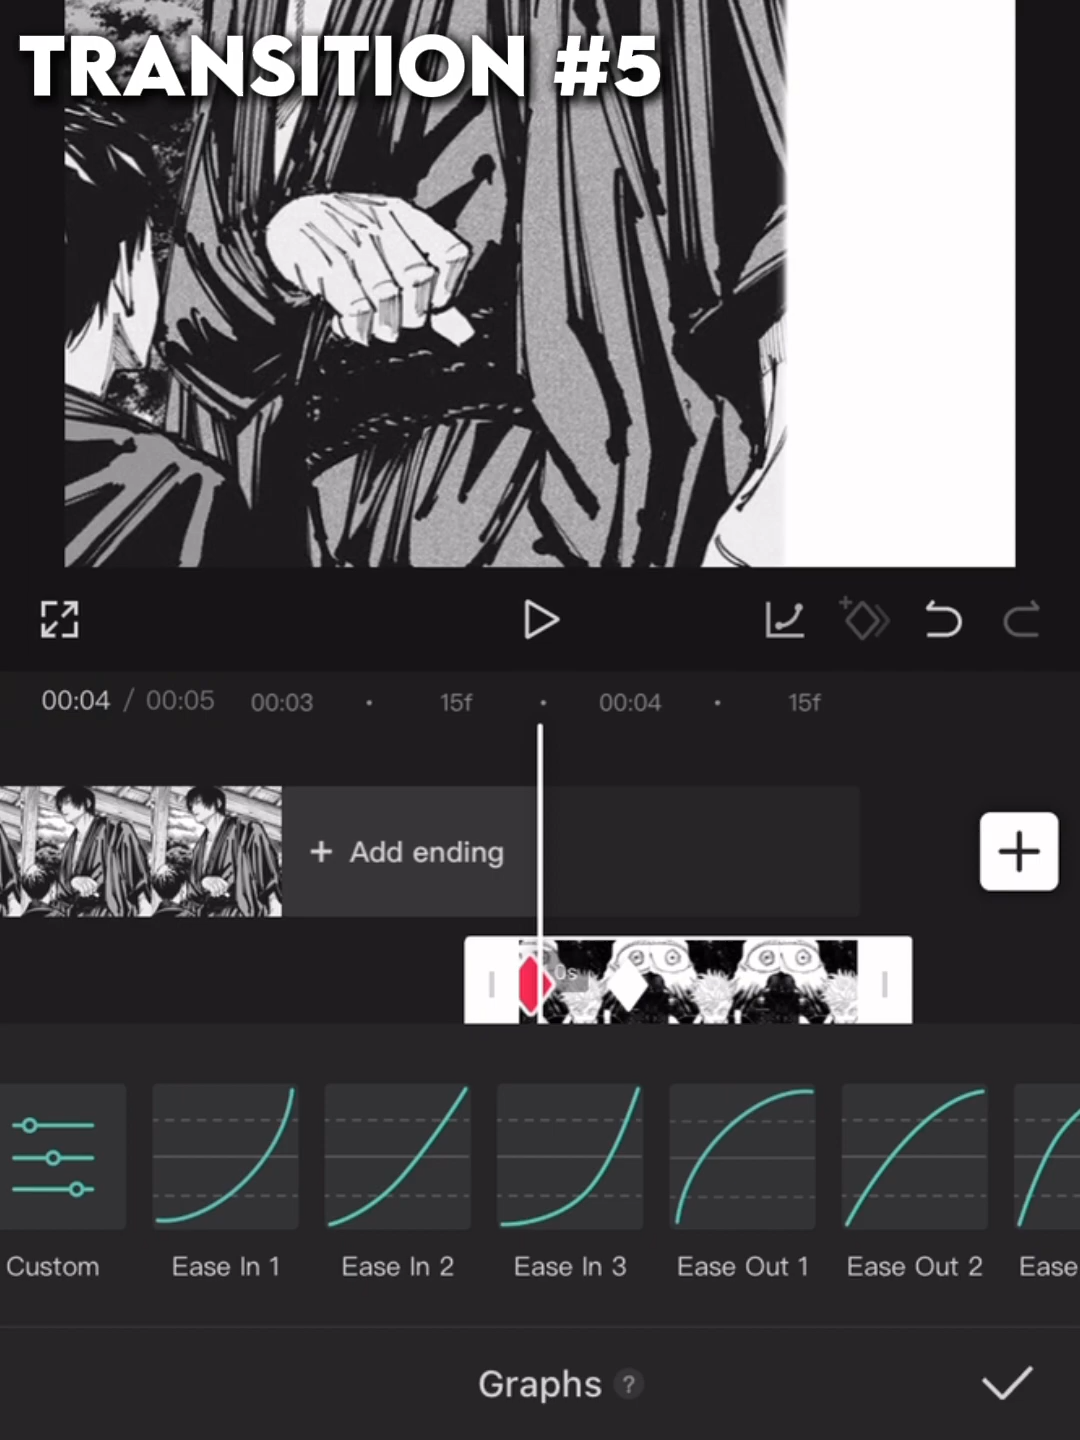 TRANSITION #5
00:04 / 00:05 00:03 15f 00:04 15f
+ Add ending
0s
Custom Ease In 1 Ease In 2 Ease In 3 Ease Out 1 Ease Out 2 Ease
Graphs ?